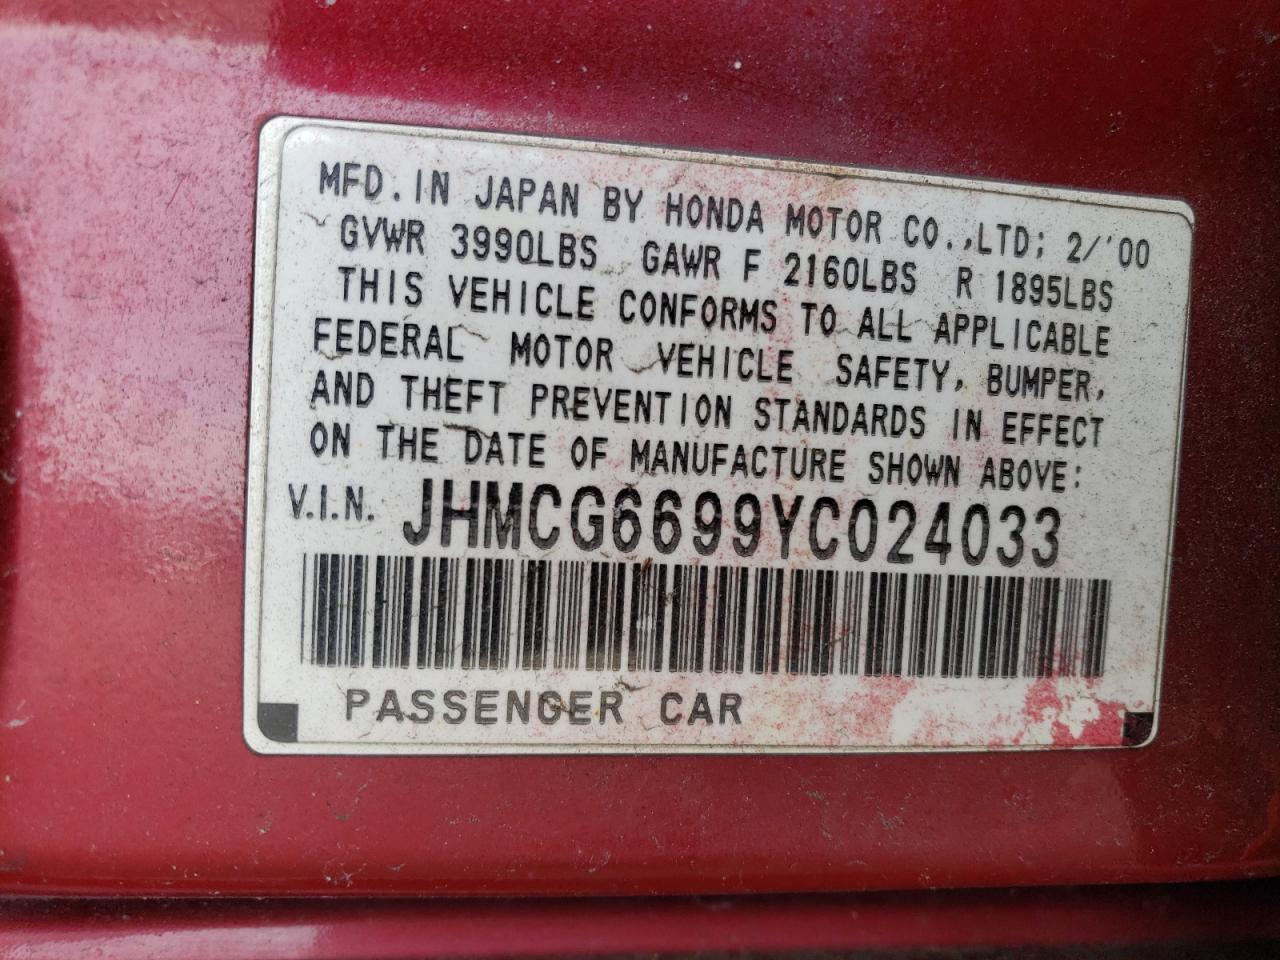 MFD. IN JAPAN BY HONDA MOTOR CO.,LTD; 2/'00
GVWR 3990LBS GAWR F 2160LBS R 1895LBS
THIS VEHICLE CONFORMS TO ALL APPLICABLE
FEDERAL MOTOR VEHICLE SAFETY, BUMPER,
AND THEFT PREVENTION STANDARDS IN EFFECT
ON THE DATE OF MANUFACTURE SHOWN ABOVE:
V.I.N. JHMCG6699YC024033
PASSENGER CAR